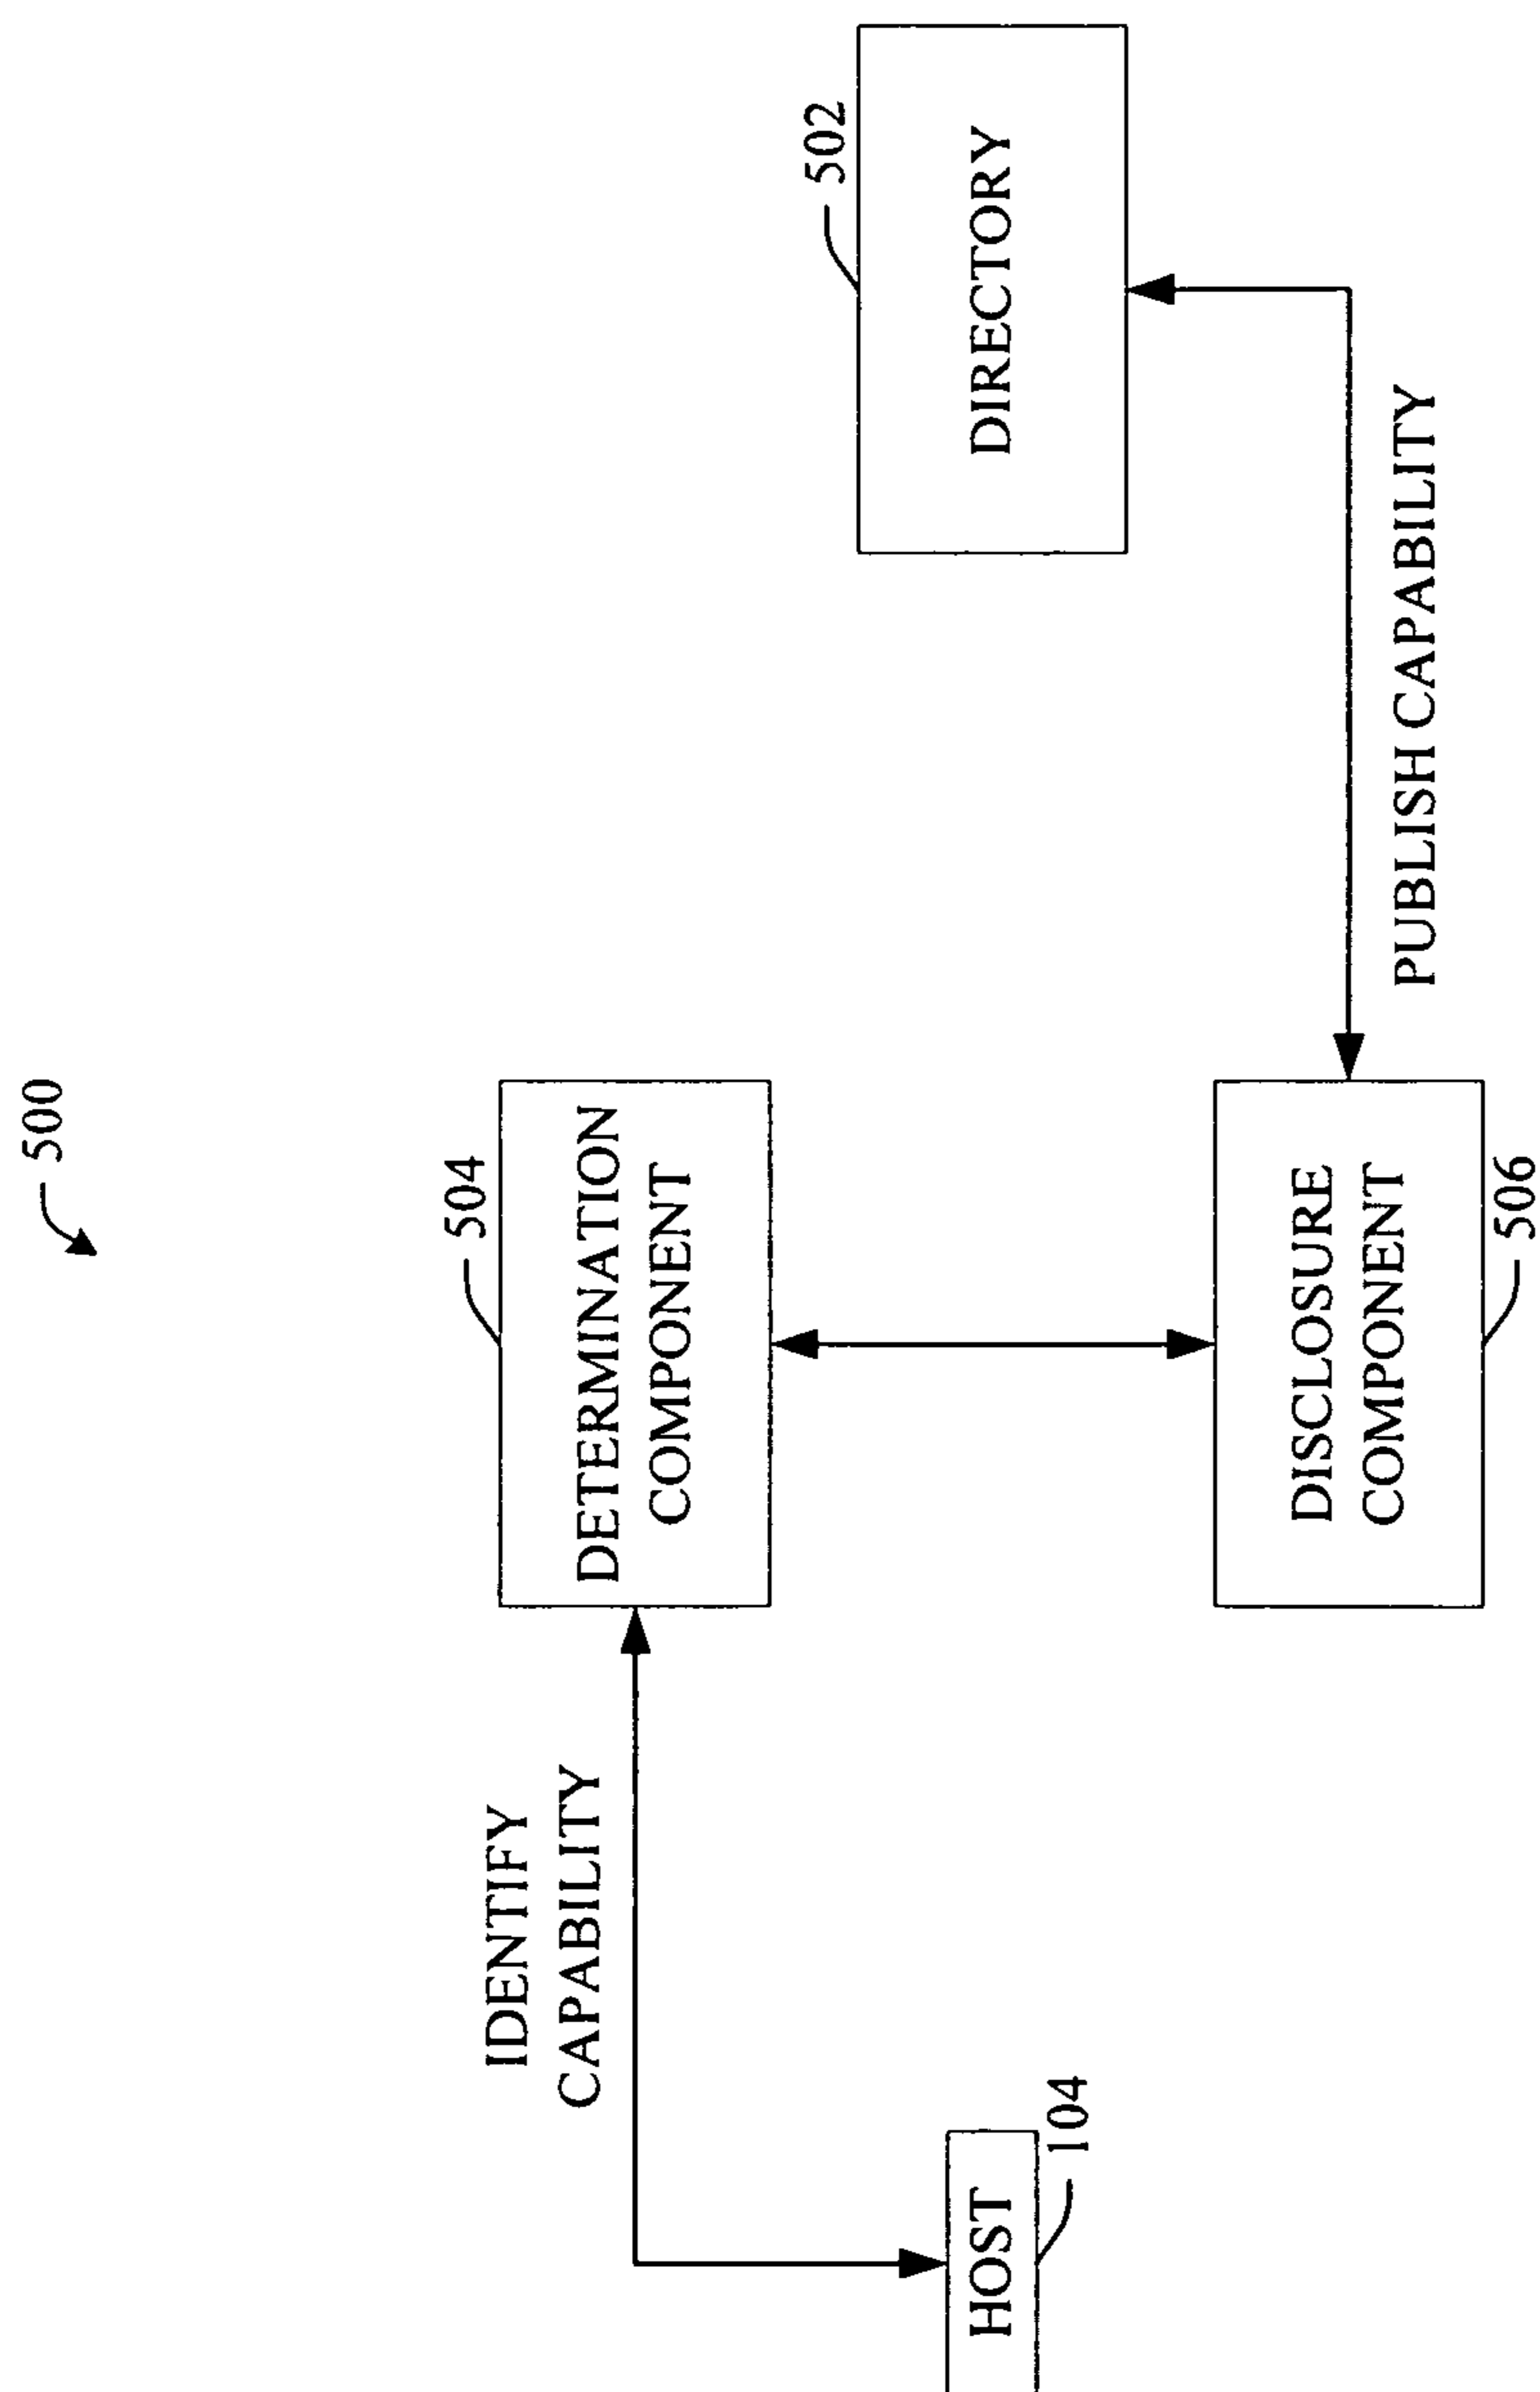 500
504
DETERMINATION
COMPONENT
IDENTIFY
CAPABILITY
502
DIRECTORY
HOST
104
DISCLOSURE
COMPONENT
506
PUBLISH CAPABILITY